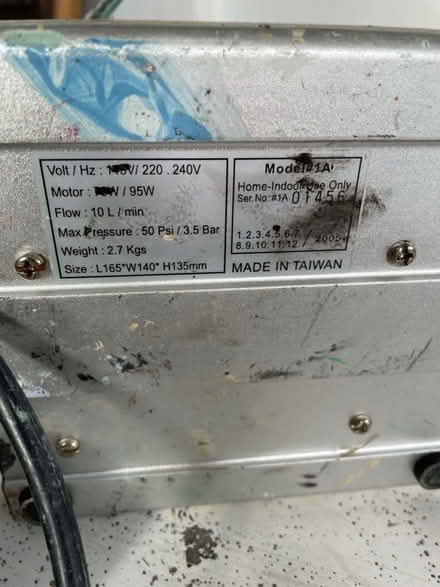 Volt / Hz : / 220 . 240V
Motor : / 95W
Flow : 10 L / min
Max Pressure : 50 Psi / 3.5 Bar
Weight : 2.7 Kgs
Size : L165*W140* H135mm
Model#1A
Home-Indoor Use Only
Ser.No:#1A 01456
1.2.3.4.5.6.7 / 2005
8.9.10.11.12
MADE IN TAIWAN